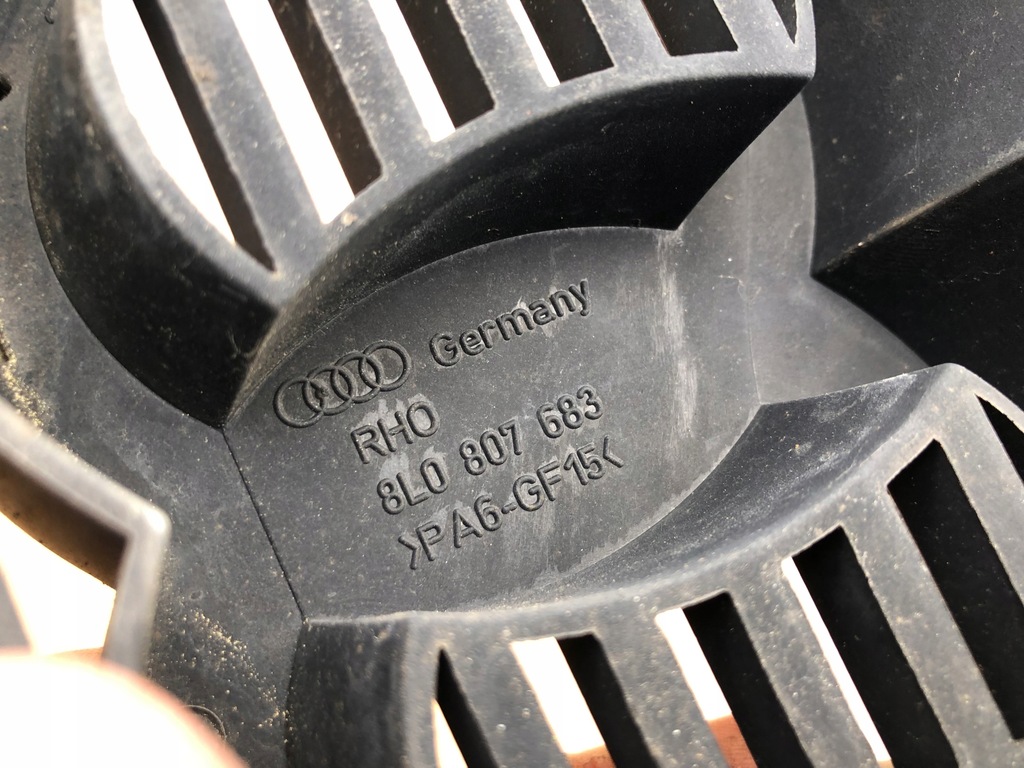 Germany
RHO
8L0 807 683
>PA6-GF15<